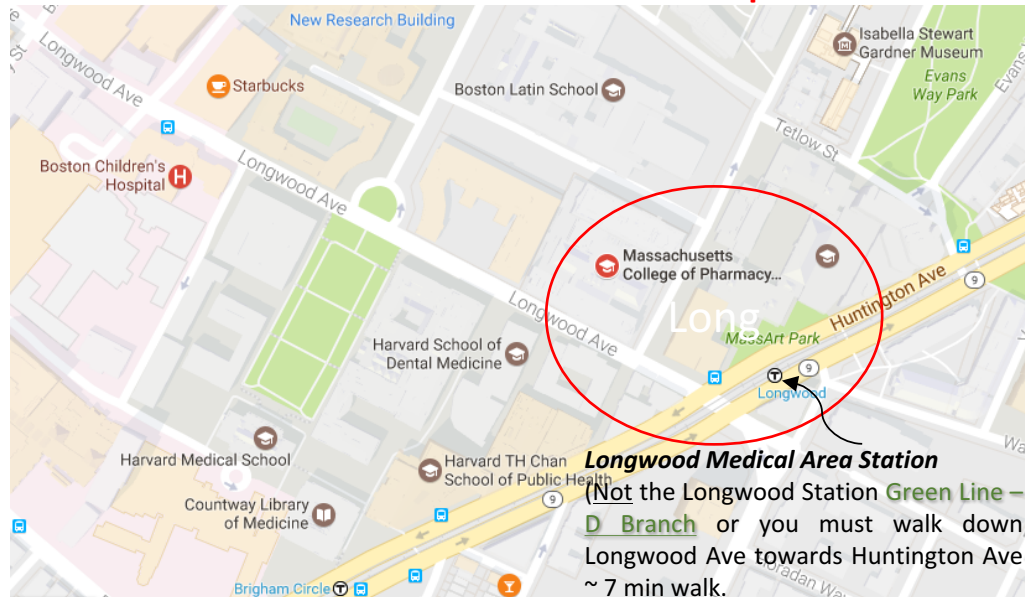 New Research Building
Isabella Stewart
Gardner Museum
Longwood Ave
Starbucks
Boston Latin School
Evans
Way Park
Evans
Tetlow St
Boston Children's
Hospital
H
Longwood Ave
Massachusetts
College of Pharmacy...
9
Huntington Ave
Longwood Ave
Long
MassArt Park
Harvard School of
Dental Medicine
T
9
Longwood
Harvard Medical School
Harvard TH Chan
School of Public Health
9
Countway Library
of Medicine
Brigham Circle
T
Longwood Medical Area Station
(Not the Longwood Station Green Line –
D Branch or you must walk down
Longwood Ave towards Huntington Ave
~ 7 min walk.